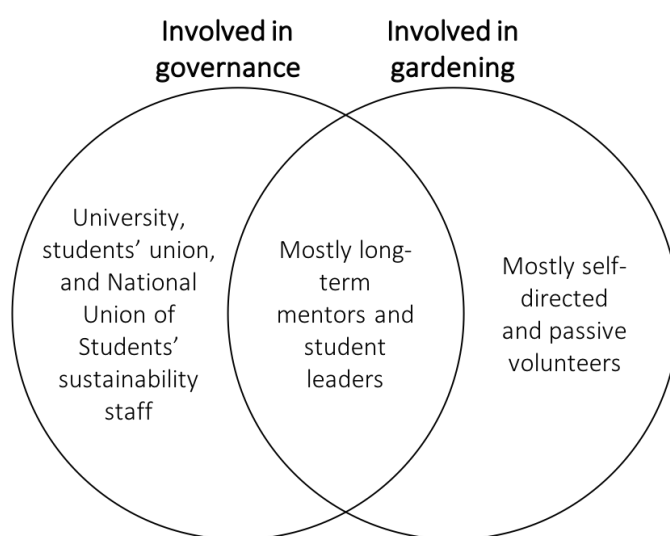 Involved in
governance
Involved in
gardening
University,
students’ union,
and National
Union of
Students’
sustainability
staff
Mostly long-
term
mentors and
student
leaders
Mostly self-
directed
and passive
volunteers